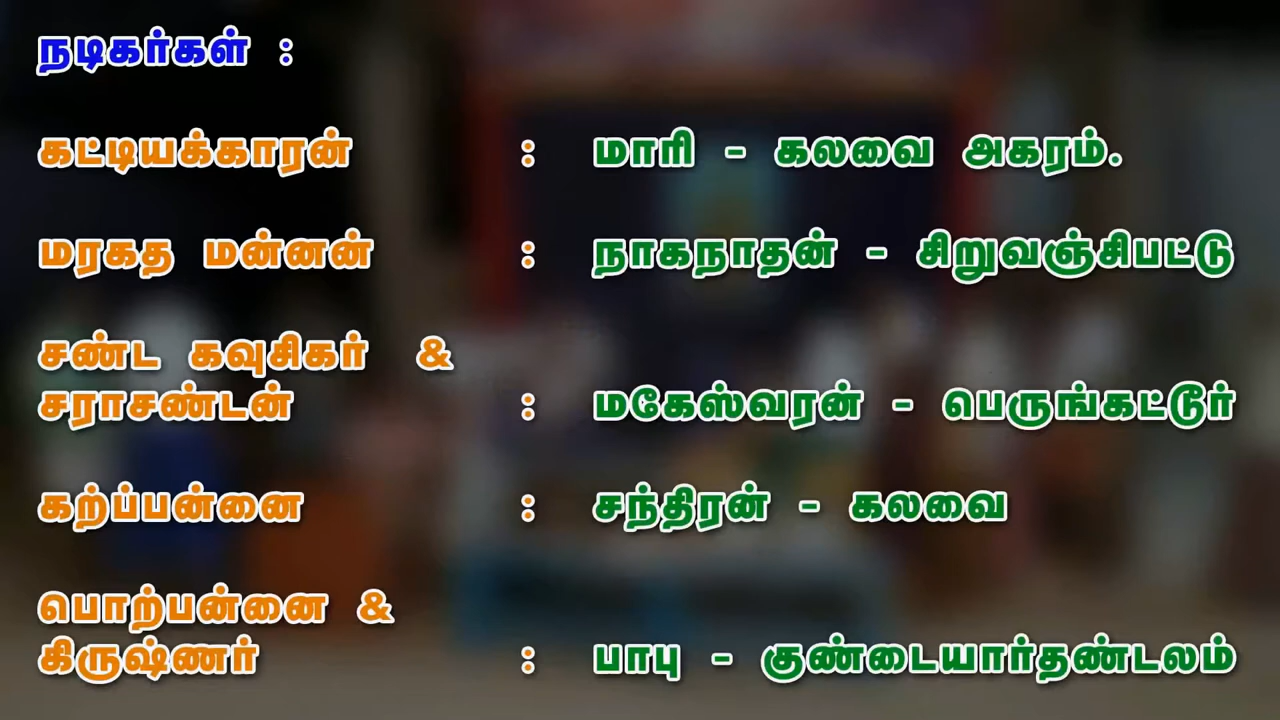 நடிகர்கள் :
கட்டியக்காரன் : மாரி - கலவை அகரம்.
மரகத மன்னன் : நாகநாதன் - சிறுவஞ்சிபட்டு
சண்ட கவுசிகர் &
சராசண்டன் : மகேஸ்வரன் - பெருங்கட்டூர்
கற்ப்பன்னை : சந்திரன் - கலவை
பொற்பன்னை &
கிருஷ்ணர் : பாபு - குண்டையார்தண்டலம்